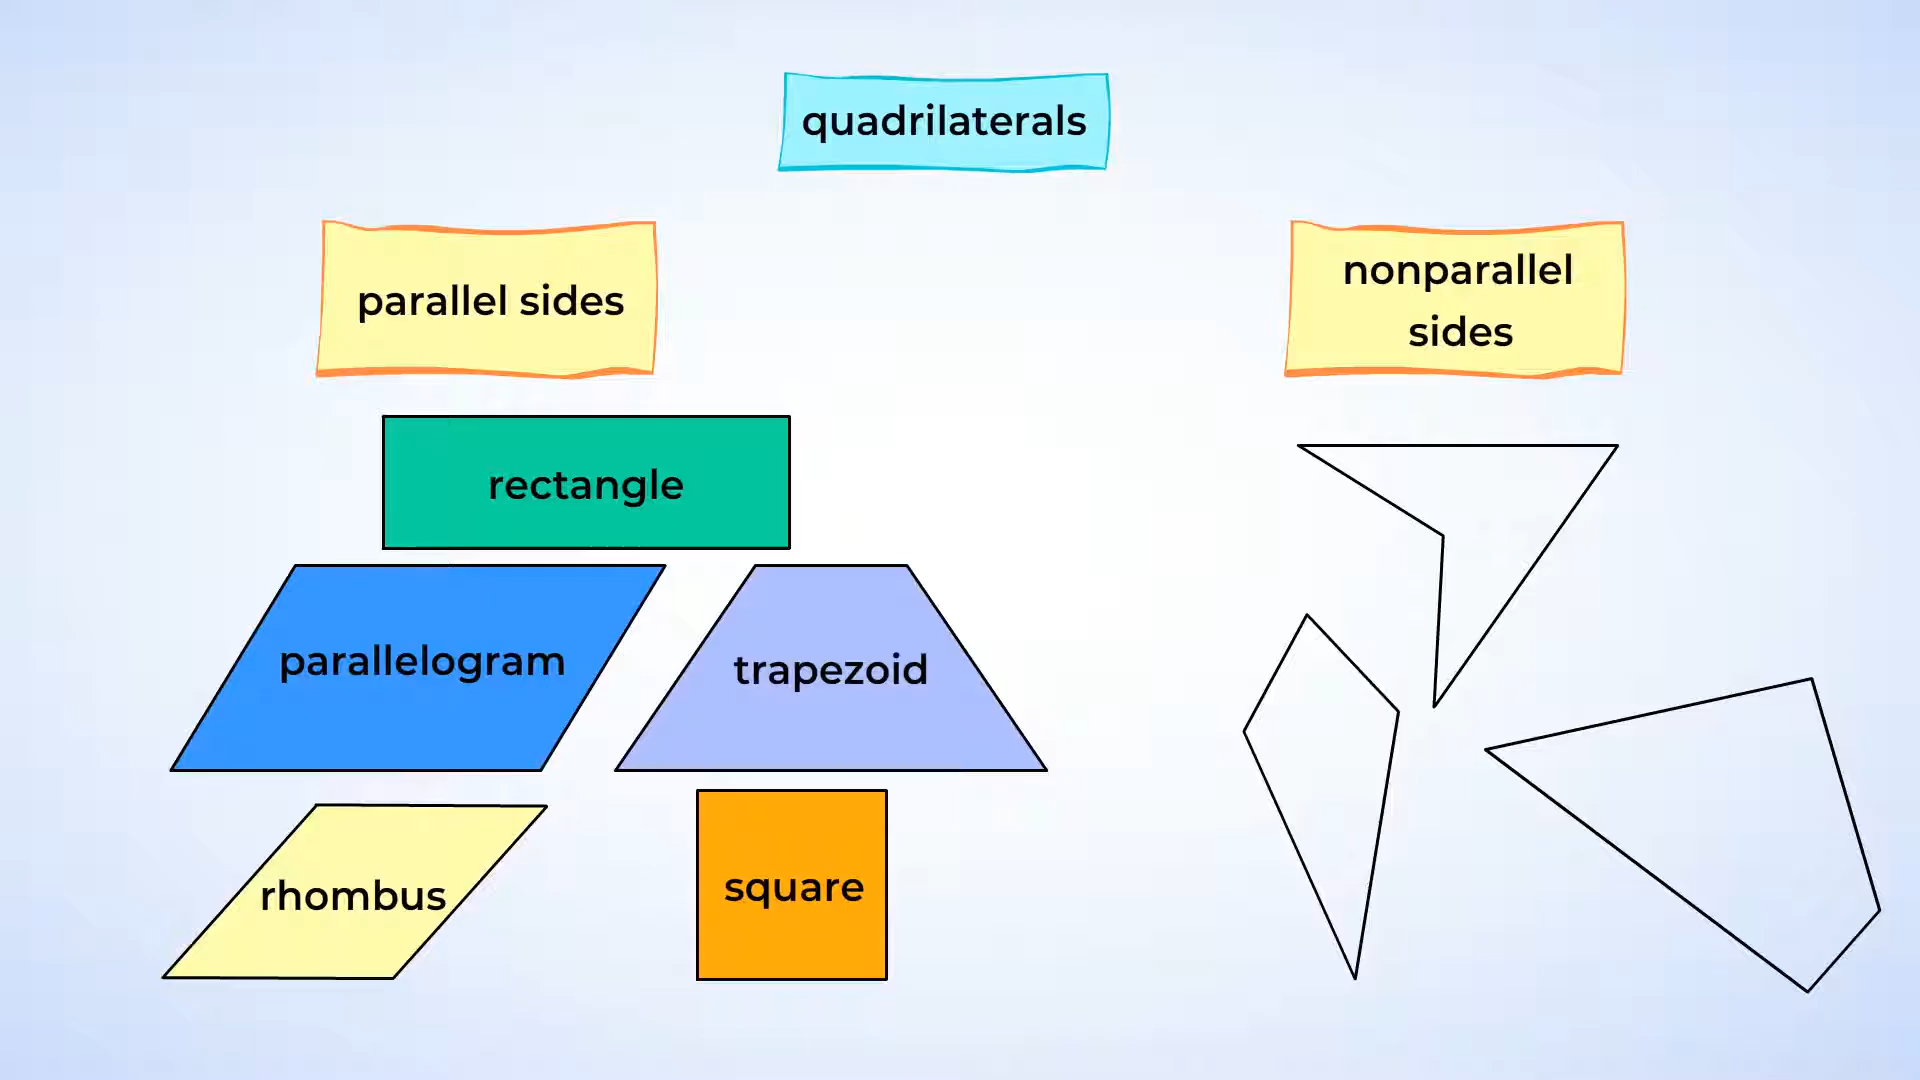 quadrilaterals
parallel sides
nonparallel
sides
rectangle
parallelogram
trapezoid
rhombus
square